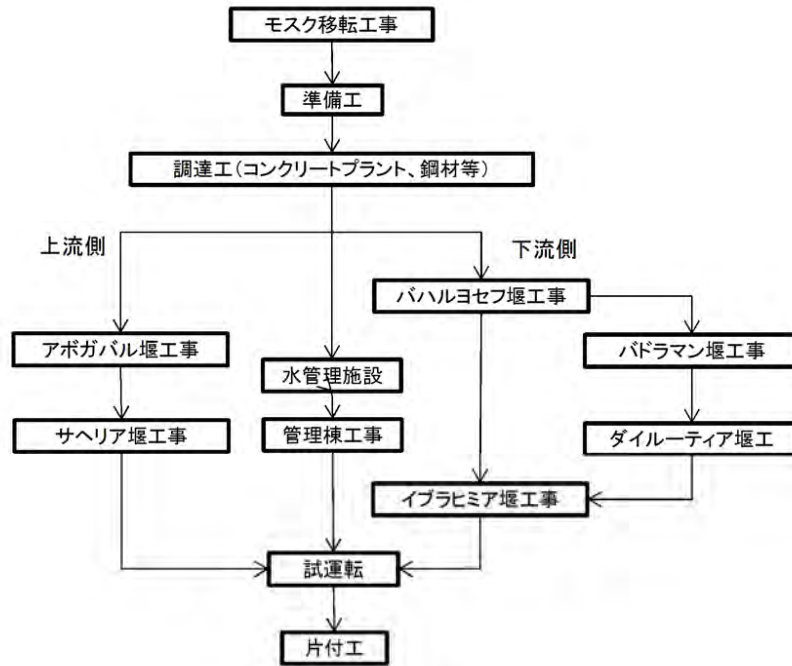 モスク移転工事
準備工
調達工(コンクリートプラント、鋼材等)
上流側
下流側
バハルヨセフ堰工事
アボガバル堰工事
バドラマン堰工事
水管理施設
サヘリア堰工事
管理棟工事
ダイルーティア堰工
イブラヒミア堰工事
試運転
片付工